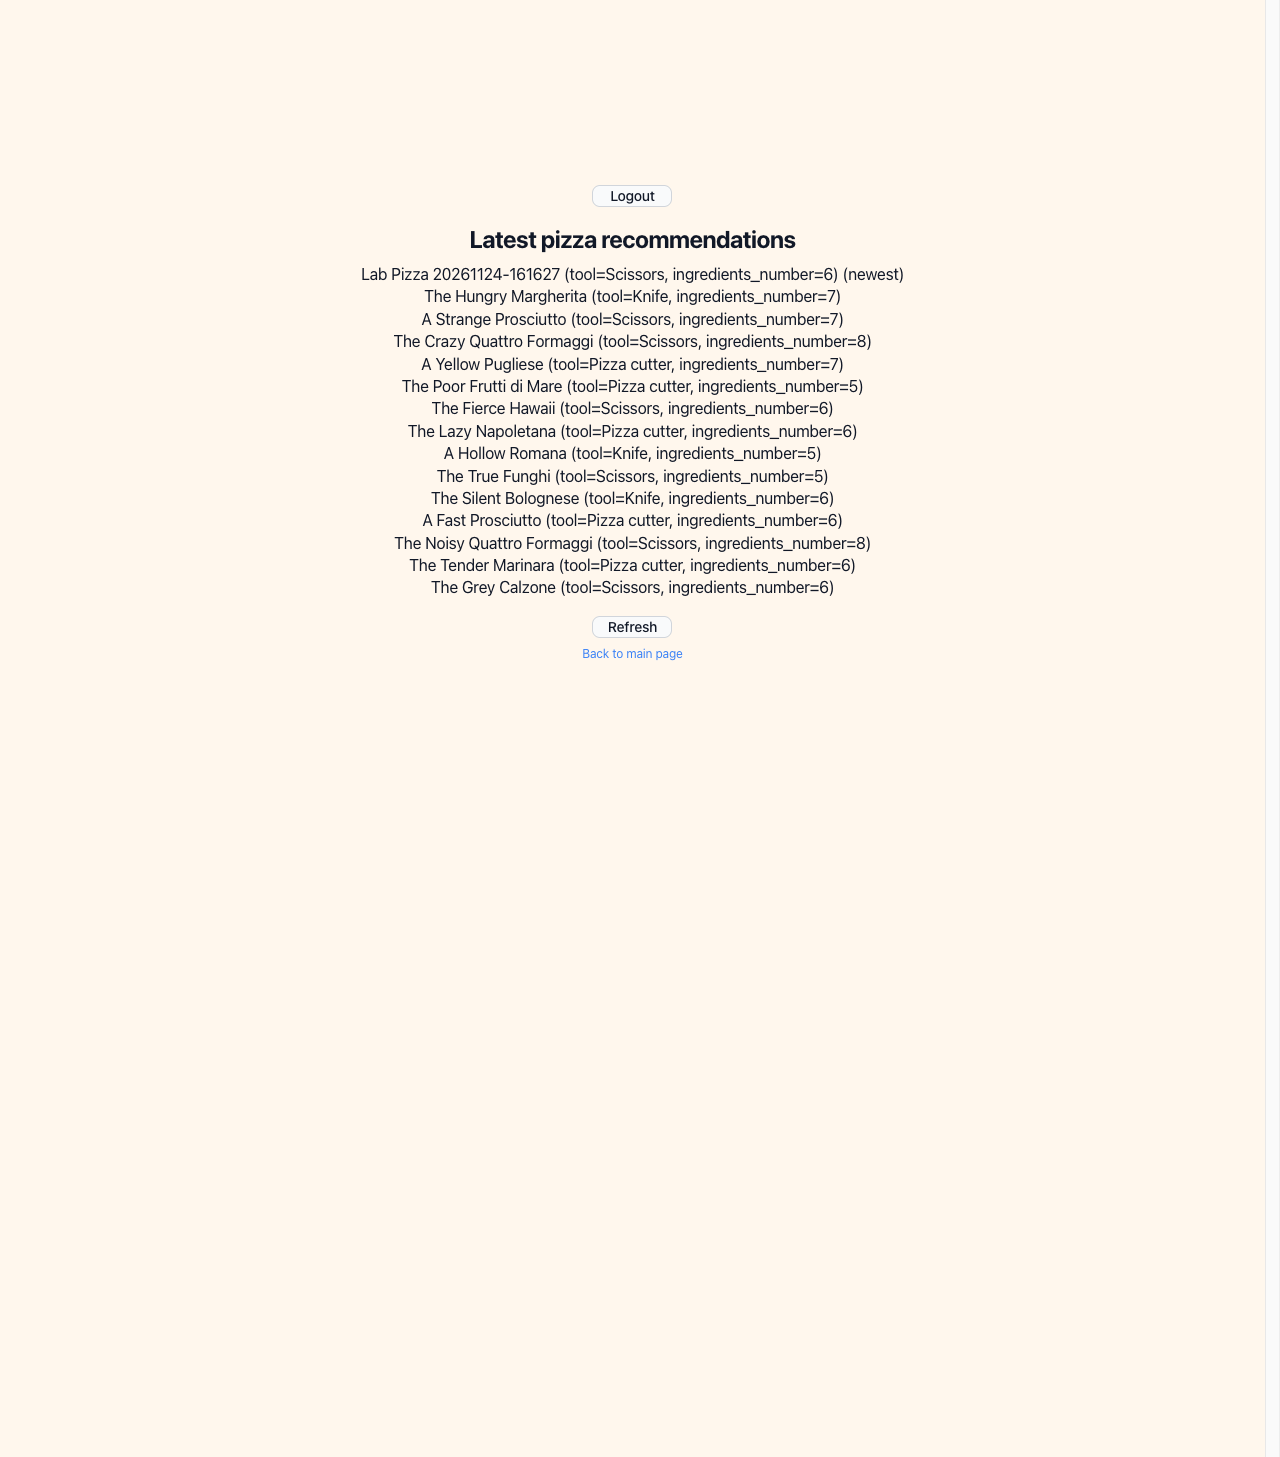 Logout
Latest pizza recommendations
Lab Pizza 20261124-161627 (tool=Scissors, ingredients_number=6) (newest)
The Hungry Margherita (tool=Knife, ingredients_number=7)
A Strange Prosciutto (tool=Scissors, ingredients_number=7)
The Crazy Quattro Formaggi (tool=Scissors, ingredients_number=8)
A Yellow Pugliese (tool=Pizza cutter, ingredients_number=7)
The Poor Frutti di Mare (tool=Pizza cutter, ingredients_number=5)
The Fierce Hawaii (tool=Scissors, ingredients_number=6)
The Lazy Napoletana (tool=Pizza cutter, ingredients_number=6)
A Hollow Romana (tool=Knife, ingredients_number=5)
The True Funghi (tool=Scissors, ingredients_number=5)
The Silent Bolognese (tool=Knife, ingredients_number=6)
A Fast Prosciutto (tool=Pizza cutter, ingredients_number=6)
The Noisy Quattro Formaggi (tool=Scissors, ingredients_number=8)
The Tender Marinara (tool=Pizza cutter, ingredients_number=6)
The Grey Calzone (tool=Scissors, ingredients_number=6)
Refresh
Back to main page